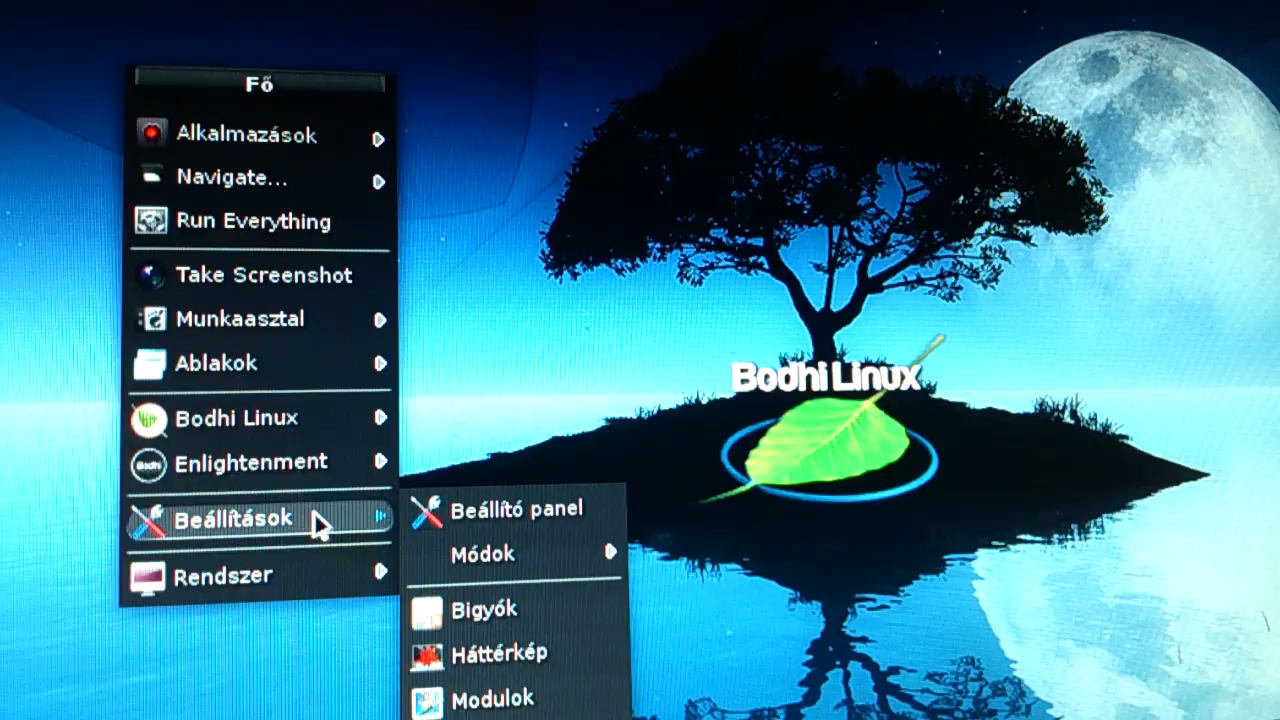 Fő
Alkalmazások
Navigate...
Run Everything
Take Screenshot
Munkaasztal
Ablakok
Bodhi Linux
Enlightenment
Beállítások
Rendszer
Beállító panel
Módok
Bigyók
Háttérkép
Modulok
Bodhi Linux